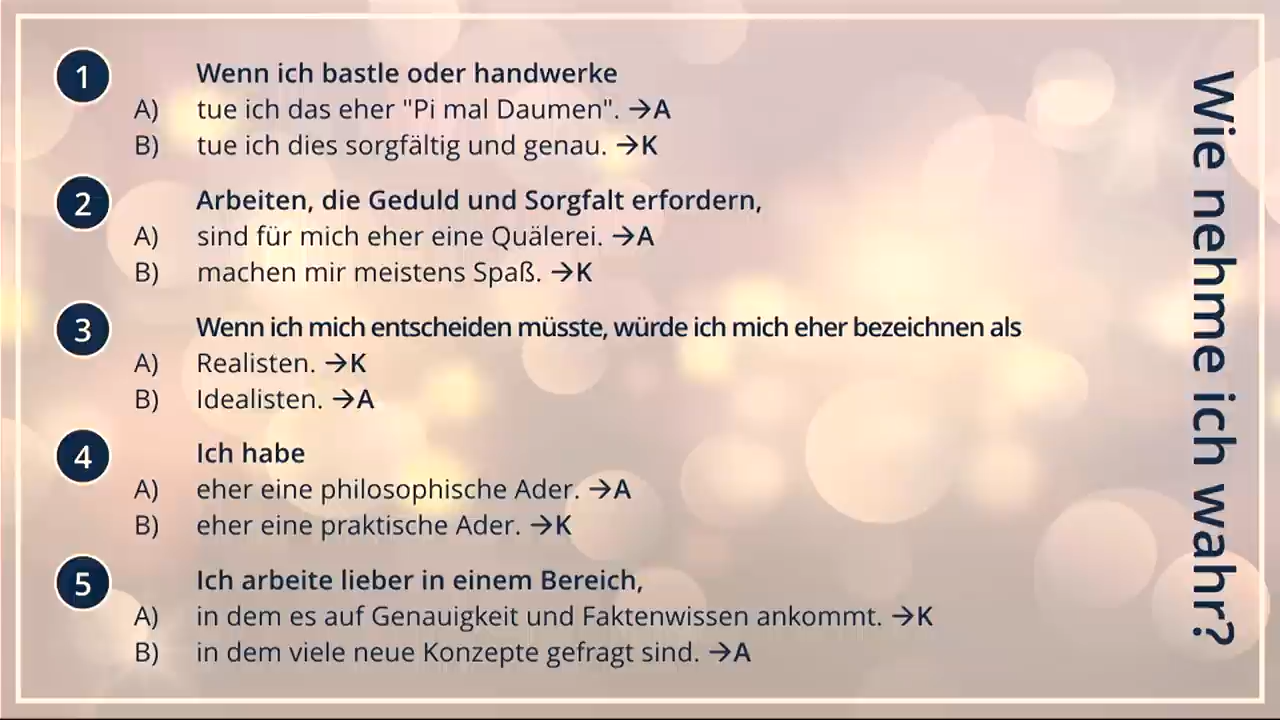 1 Wenn ich bastle oder handwerke
A) tue ich das eher "Pi mal Daumen". →A
B) tue ich dies sorgfältig und genau. →K
2 Arbeiten, die Geduld und Sorgfalt erfordern,
A) sind für mich eher eine Quälerei. →A
B) machen mir meistens Spaß. →K
3 Wenn ich mich entscheiden müsste, würde ich mich eher bezeichnen als
A) Realisten. →K
B) Idealisten. →A
4 Ich habe
A) eher eine philosophische Ader. →A
B) eher eine praktische Ader. →K
5 Ich arbeite lieber in einem Bereich,
A) in dem es auf Genauigkeit und Faktenwissen ankommt. →K
B) in dem viele neue Konzepte gefragt sind. →A
Wie nehme ich wahr?